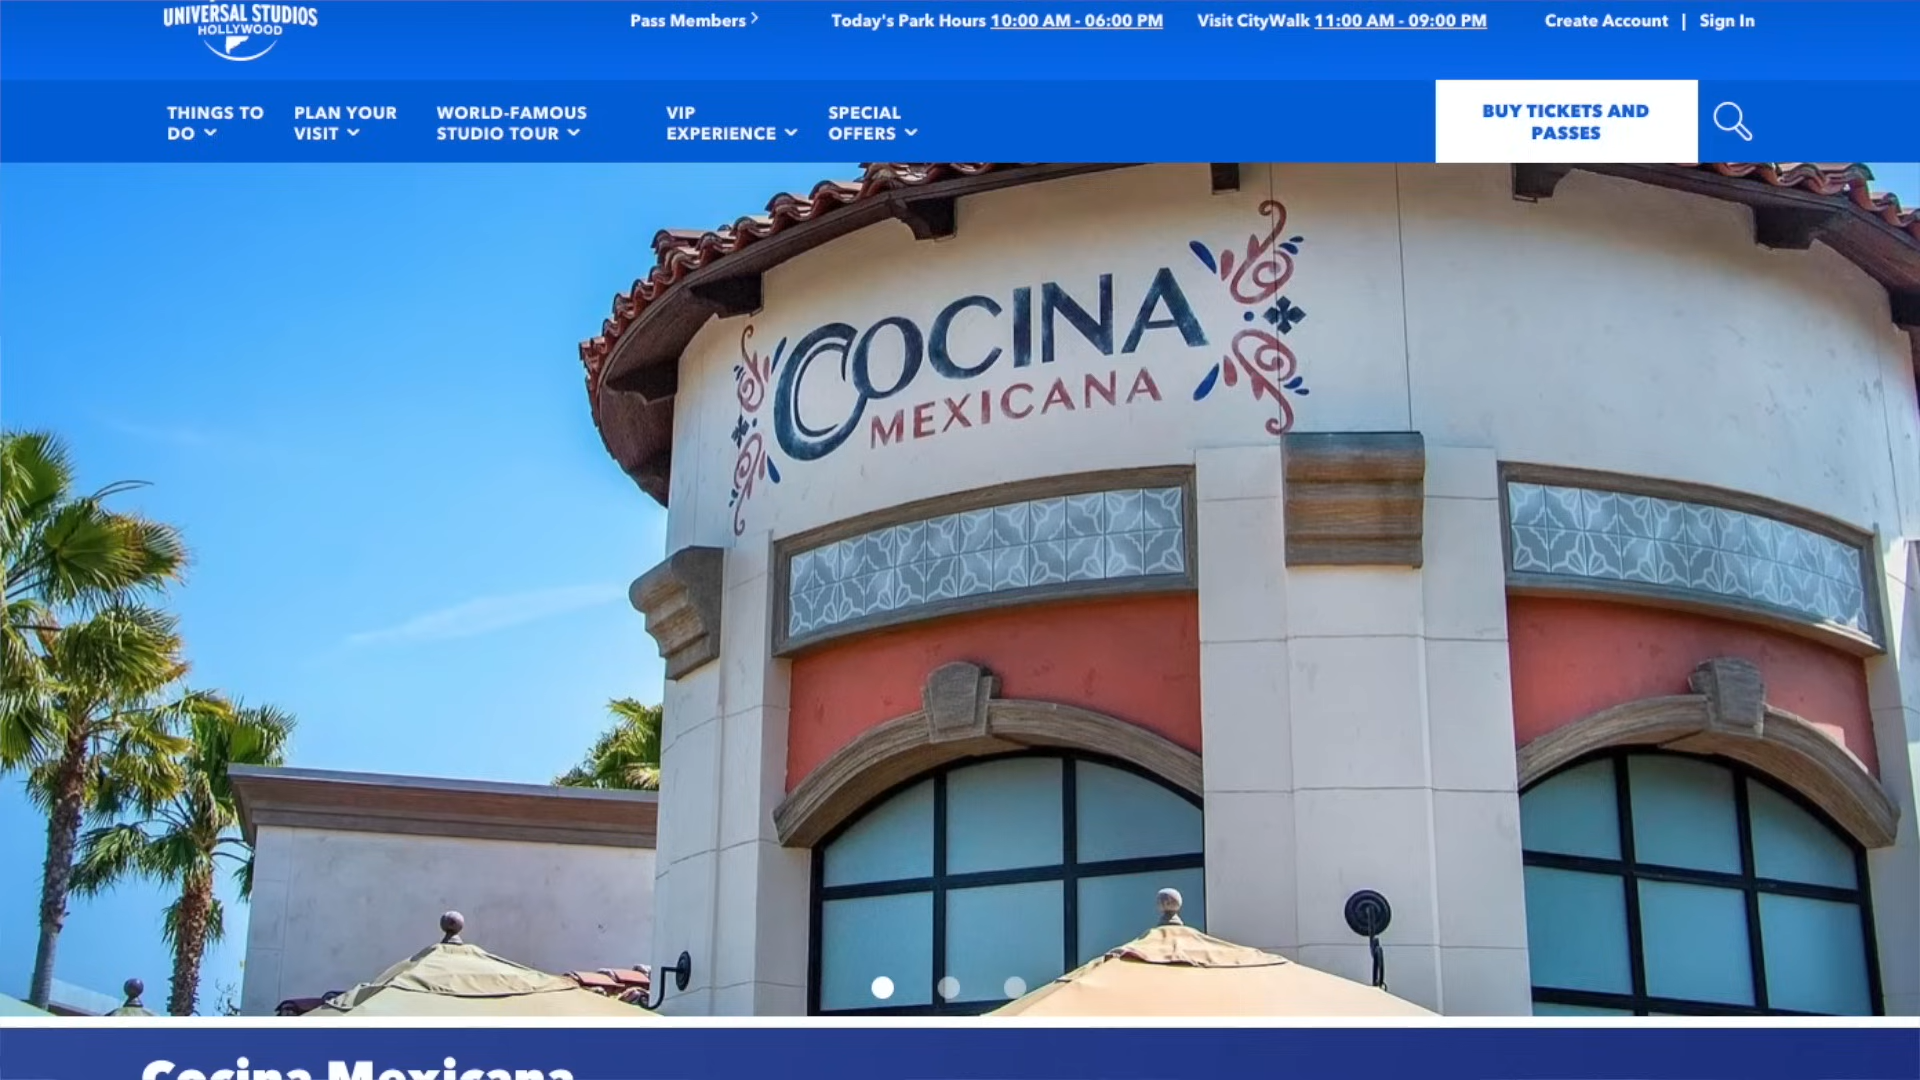 UNIVERSAL STUDIOS
HOLLYWOOD
Pass Members
Today's Park Hours 10:00 AM - 06:00 PM
Visit CityWalk 11:00 AM - 09:00 PM
Create Account | Sign In
THINGS TO
DO
PLAN YOUR
VISIT
WORLD-FAMOUS
STUDIO TOUR
VIP
EXPERIENCE
SPECIAL
OFFERS
BUY TICKETS AND
PASSES
COCINA
MEXICANA
Cocina Mexicana